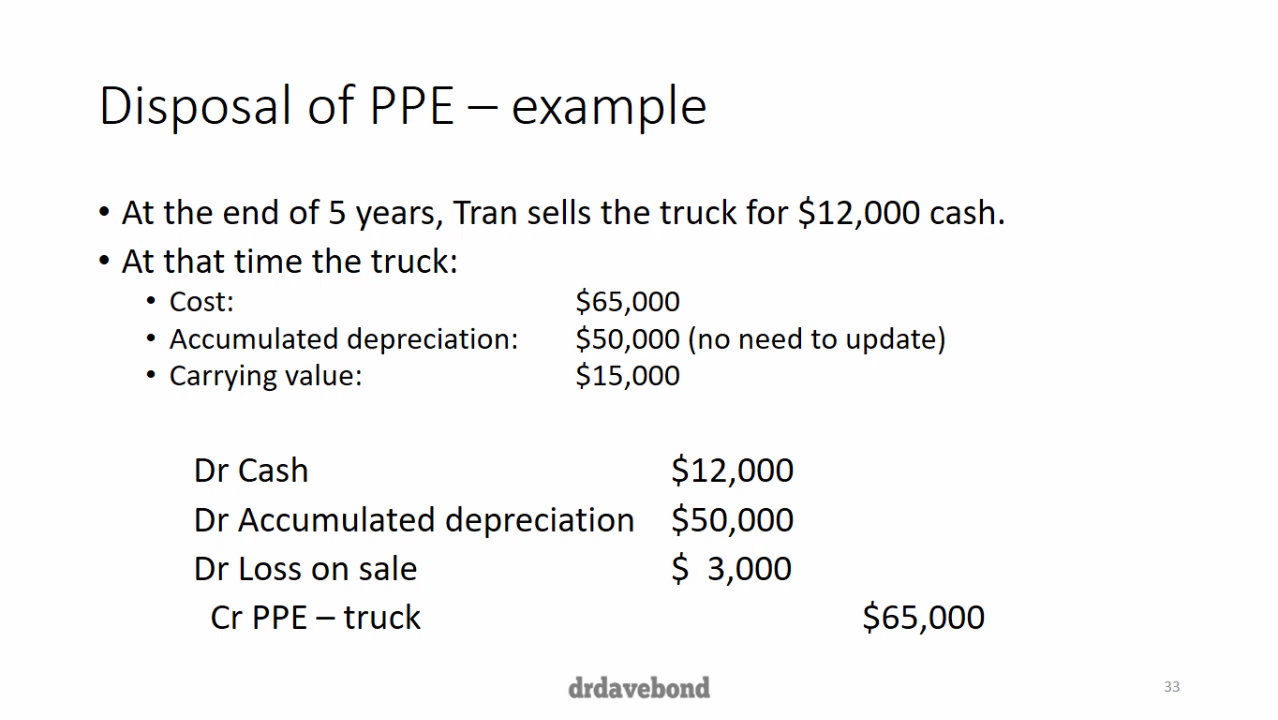 Disposal of PPE – example
• At the end of 5 years, Tran sells the truck for $12,000 cash.
• At that time the truck:
• Cost: $65,000
• Accumulated depreciation: $50,000 (no need to update)
• Carrying value: $15,000
Dr Cash $12,000
Dr Accumulated depreciation $50,000
Dr Loss on sale $ 3,000
Cr PPE – truck $65,000
drdavebond
33